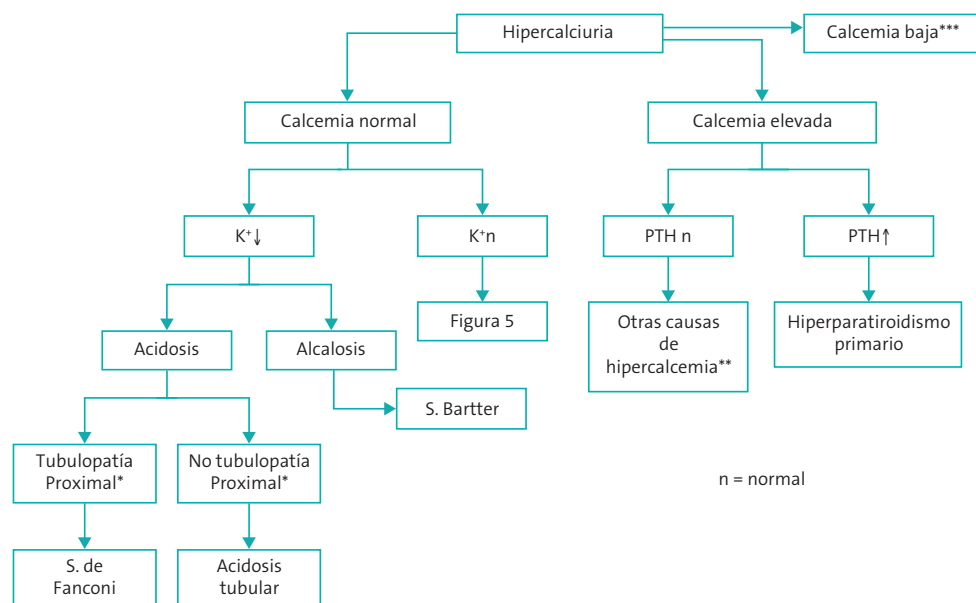 Hipercalciuria
Calcemia baja***
Calcemia normal
Calcemia elevada
K⁺↓
K⁺n
PTH n
PTH↑
Acidosis
Alcalosis
Figura 5
Otras causas
de
hipercalcemia**
Hiperparatiroidismo
primario
S. Bartter
Tubulopatía
Proximal*
No tubulopatía
Proximal*
n = normal
S. de
Fanconi
Acidosis
tubular